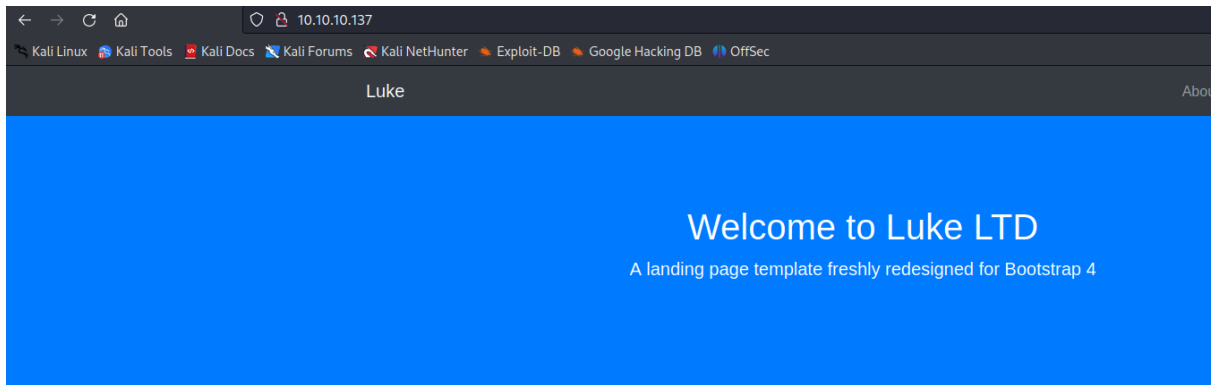 10.10.10.137
Kali Linux Kali Tools Kali Docs Kali Forums Kali NetHunter Exploit-DB Google Hacking DB OffSec
Luke Abou
Welcome to Luke LTD
A landing page template freshly redesigned for Bootstrap 4